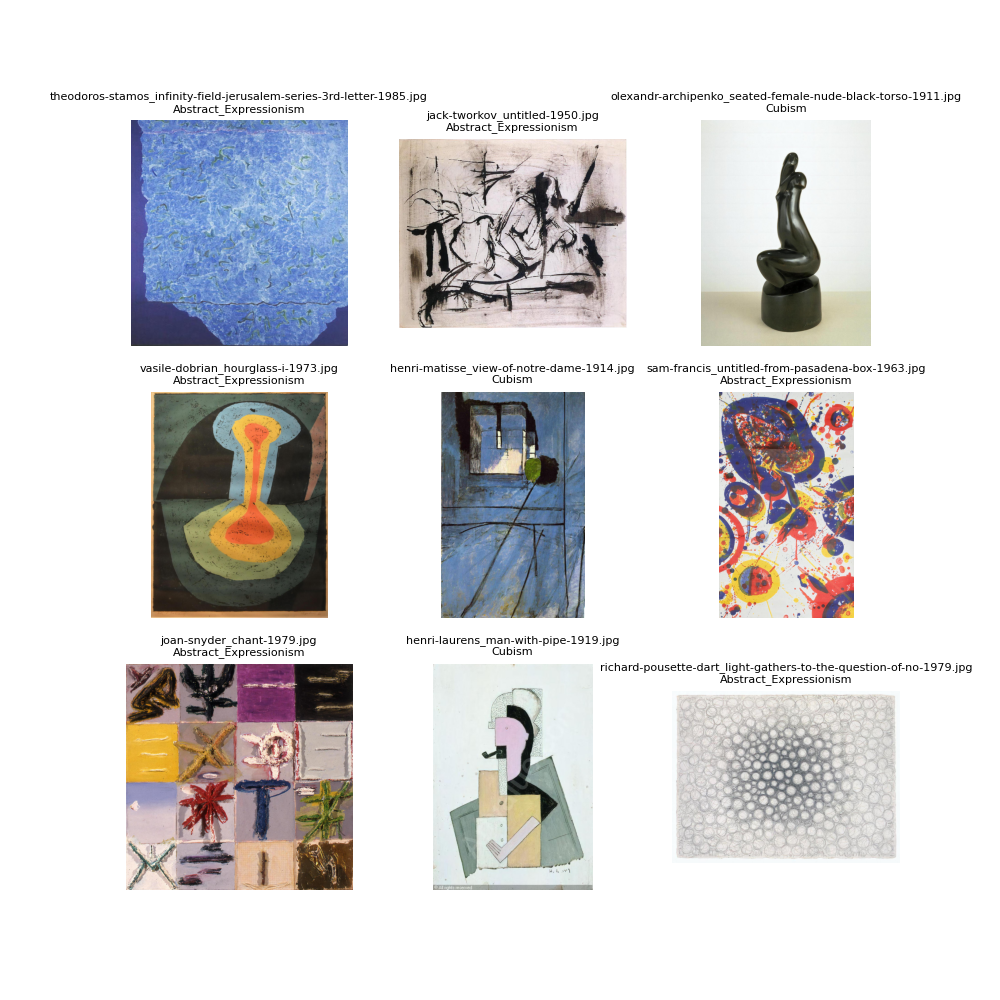 theodoros-stamos_infinity-field-jerusalem-series-3rd-letter-1985.jpg
Abstract_Expressionism
jack-tworkov_untitled-1950.jpg
Abstract_Expressionism
olexandr-archipenko_seated-female-nude-black-torso-1911.jpg
Cubism
vasile-dobrian_hourglass-i-1973.jpg
Abstract_Expressionism
henri-matisse_view-of-notre-dame-1914.jpg
Cubism
sam-francis_untitled-from-pasadena-box-1963.jpg
Abstract_Expressionism
joan-snyder_chant-1979.jpg
Abstract_Expressionism
henri-laurens_man-with-pipe-1919.jpg
Cubism
richard-pousette-dart_light-gathers-to-the-question-of-no-1979.jpg
Abstract_Expressionism